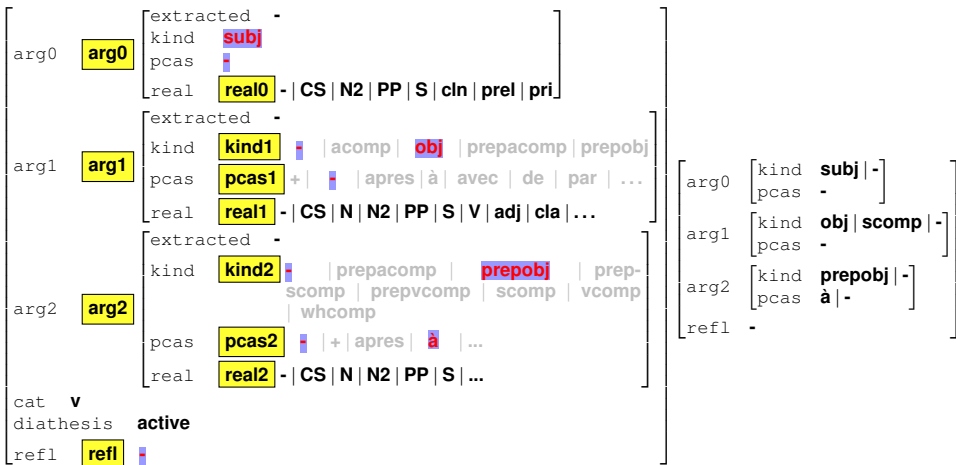 extracted -
kind subj
pcas -
arg0 arg0
real real0 - | CS | N2 | PP | S | cln | prel | pri
extracted -
kind kind1 - | acomp | obj | prepacomp | prepobj
arg1 arg1
pcas pcas1 + | - | apres | à | avec | de | par | ...
real real1 - | CS | N | N2 | PP | S | V | adj | cla | ...
extracted -
kind kind2 - | prepacomp | prepobj | prep-
scomp | prepvcomp | scomp | vcomp
| whcomp
arg2 arg2
pcas pcas2 - | + | apres | à | ...
real real2 - | CS | N | N2 | PP | S | ...
cat v
diathesis active
refl refl -
arg0 kind subj | -
pcas -
arg1 kind obj | scomp | -
pcas -
arg2 kind prepobj | -
pcas à | -
refl -